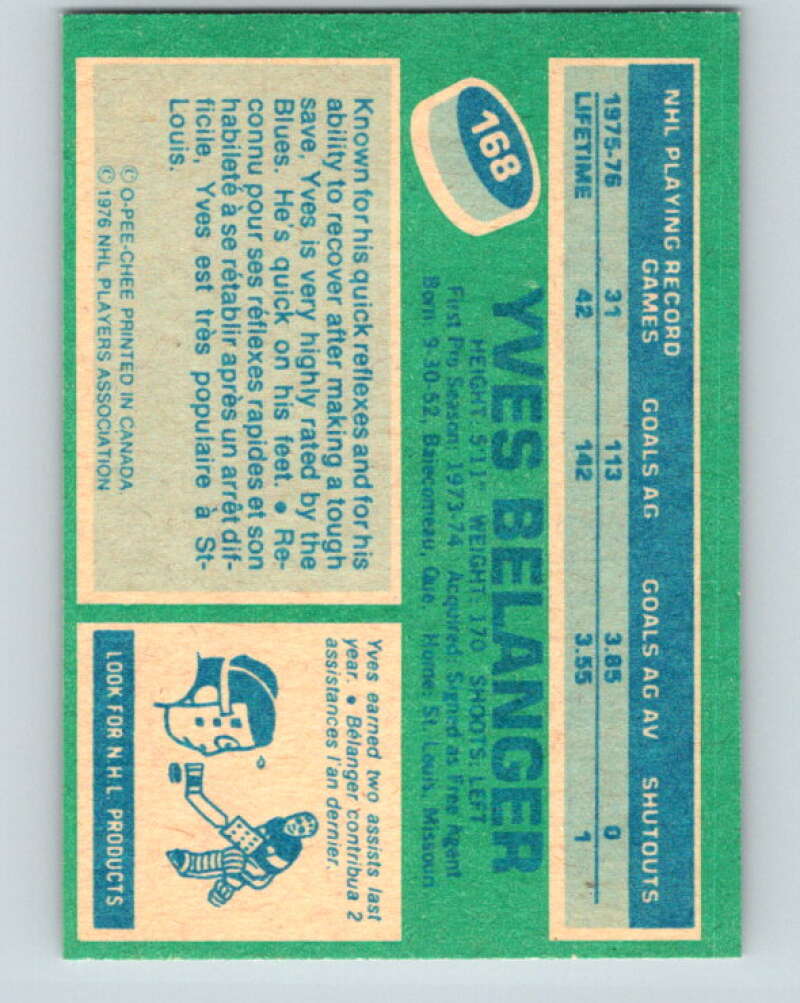 NHL PLAYING RECORD
GAMES GOALS AG GOALS AG AV SHUTOUTS
1975-76 31 113 3.85 0
LIFETIME 42 142 3.55 1
168
YVES BELANGER
HEIGHT: 5'11" WEIGHT: 170 SHOOTS: LEFT
First Pro Season: 1973-74 Acquired: Signed as Free Agent
Born: 9-30-52, Baiecomeau, Que. Home: St. Louis, Missouri
Known for his quick reflexes and for his
ability to recover after making a tough
save, Yves is very highly rated by the
Blues. He's quick on his feet. • Re-
connu pour ses réflexes rapides et son
habileté à se rétablir après un arrêt dif-
ficile, Yves est très populaire à St-
Louis.
© O-PEE-CHEE PRINTED IN CANADA.
© 1976 NHL PLAYERS ASSOCIATION
Yves earned two assists last
year. • Bélanger contribua 2
assistances l'an dernier.
LOOK FOR N.H.L. PRODUCTS